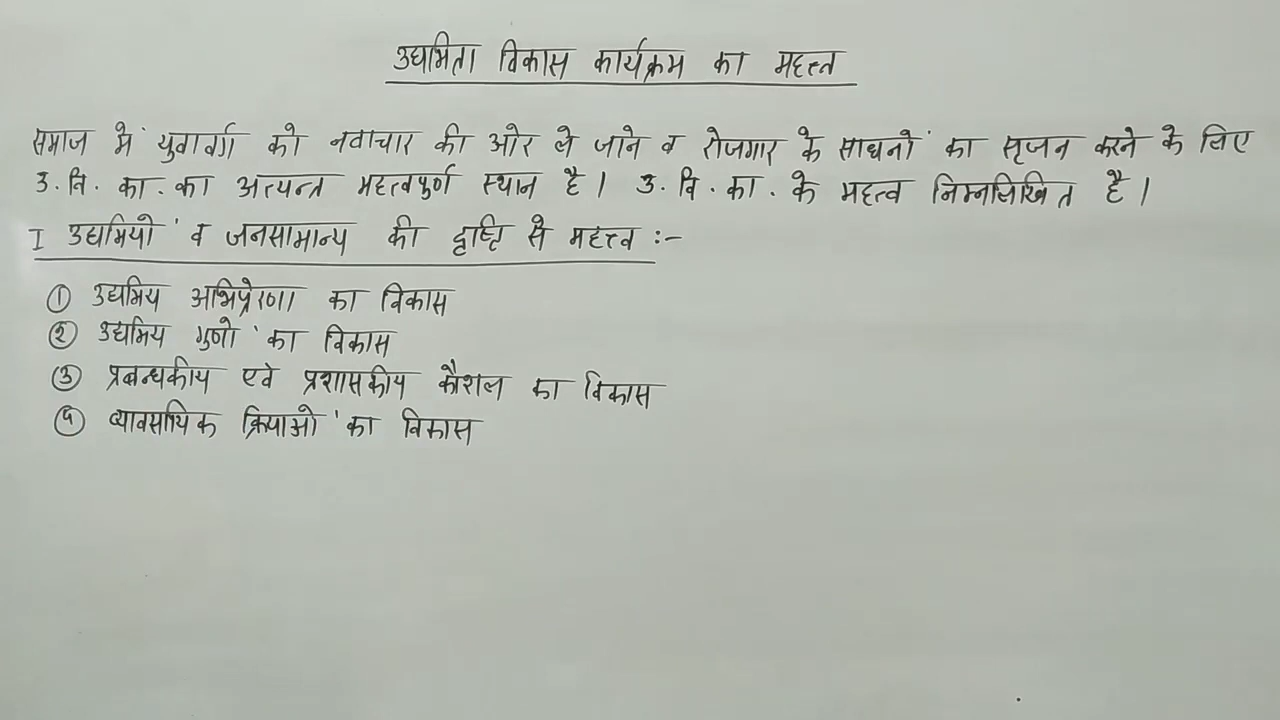 उद्यमिता विकास कार्यक्रम का महत्त्व
समाज में युवावर्ग को नवाचार की ओर ले जाने व रोजगार के साधनों का सृजन करने के लिए
उ. वि. का. का अत्यन्त महत्वपुर्ण स्थान है। उ. वि. का. के महत्व निम्नलिखित है।
I उद्यमियों व जनसामान्य की दृष्टि से महत्त्व :-
① उद्यमिय अभिप्रेरणा का विकास
② उद्यमिय गुणों का विकास
③ प्रबन्धकीय एवं प्रशासकीय कौशल का विकास
④ व्यावसायिक क्रियाओं का विकास